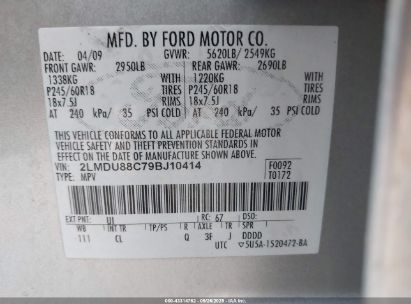 MFD. BY FORD MOTOR CO.
DATE: 04/09 GVWR: 5620LB/ 2549KG
FRONT GAWR: 2950LB REAR GAWR: 2690LB
1338KG WITH 1220KG WITH
P245/60R18 TIRES P245/60R18 TIRES
18x7.5J RIMS 18x7.5J RIMS
AT 240 kPa/ 35 PSI COLD AT 240 kPa/ 35 PSI COLD
THIS VEHICLE CONFORMS TO ALL APPLICABLE FEDERAL MOTOR
VEHICLE SAFETY AND THEFT PREVENTION STANDARDS IN
EFFECT ON THE DATE OF MANUFACTURE SHOWN ABOVE.
VIN: 2LMDU88C79BJ10414 F0092
TYPE: MPV T0172
EXT PNT: UI RC: 67 DSO:
WB INT TR TP/PS R AXLE TR SPR
111 CL Q 3F J DDDD
UTC 5U5A-1520472-BA